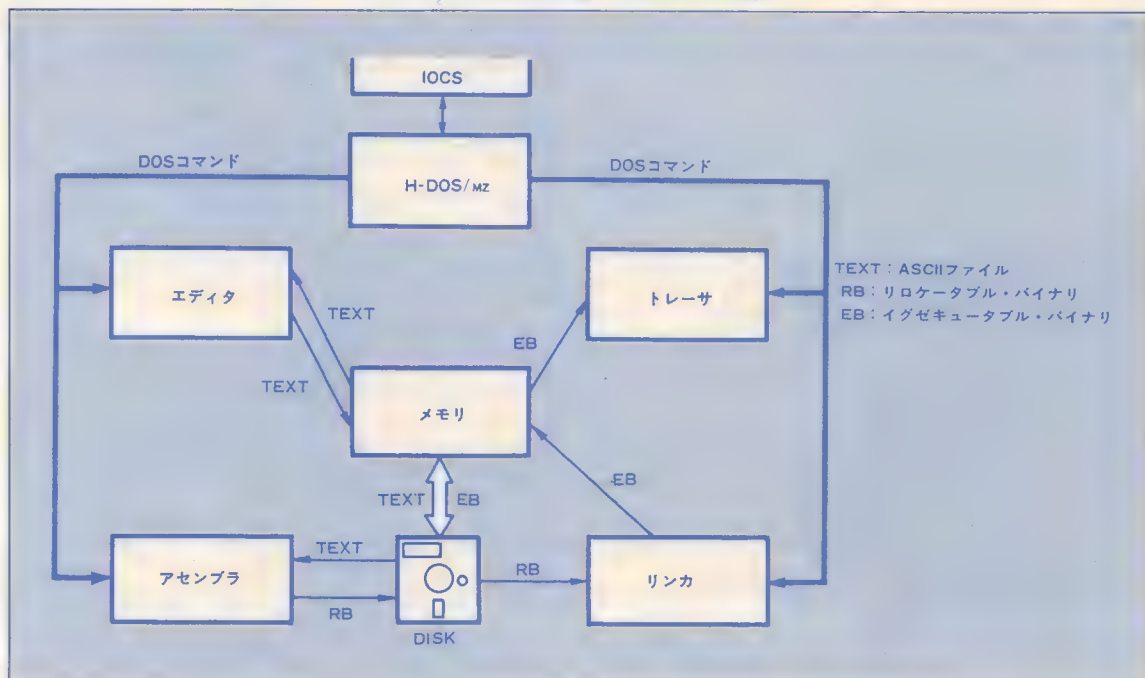 IOCS
DOSコマンド
H-DOS/MZ
DOSコマンド
エディタ
TEXT
TEXT
トレーサ
TEXT：ASCIIファイル
RB：リロケータブル・バイナリ
EB：イグゼキュータブル・バイナリ
EB
メモリ
TEXT
EB
EB
アセンブラ
TEXT
RB
DISK
RB
リンカ